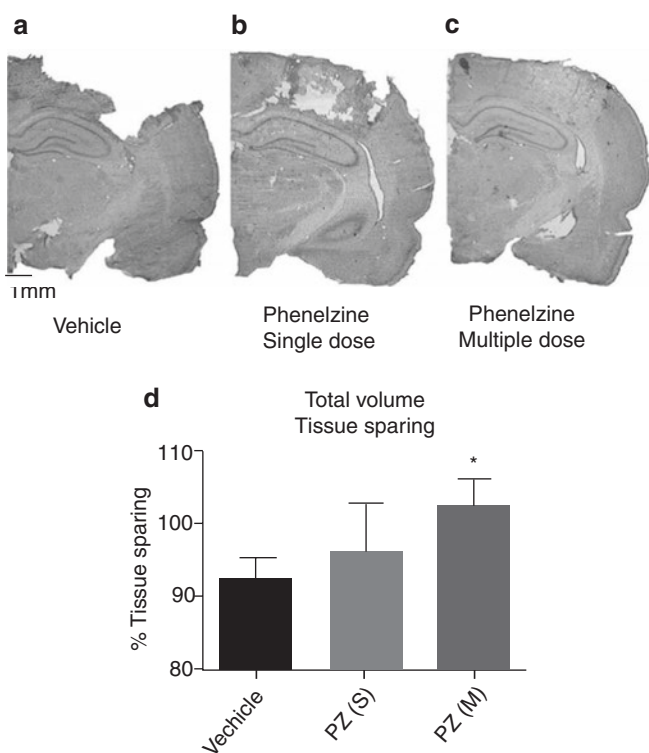 a
b
c
1mm
Vehicle
Phenelzine
Single dose
Phenelzine
Multiple dose
d
Total volume
Tissue sparing
% Tissue sparing
110
100
90
80
*
Vechicle
PZ (S)
PZ (M)